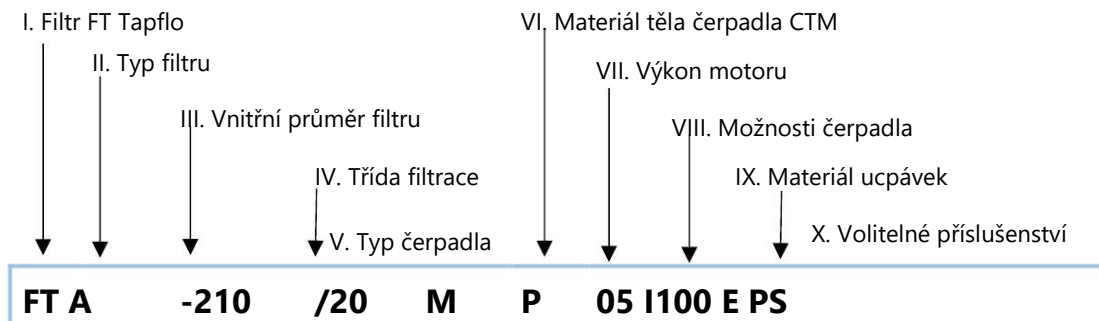 I. Filtr FT Tapflo
VI. Materiál těla čerpadla CTM
II. Typ filtru
VII. Výkon motoru
III. Vnitřní průměr filtru
VIII. Možnosti čerpadla
IV. Třída filtrace
IX. Materiál ucpávek
V. Typ čerpadla
X. Volitelné příslušenství
FT A -210 /20 M P 05 I100 E PS